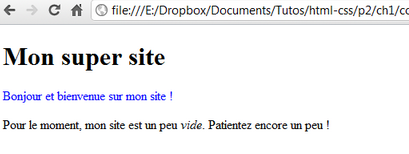 file:///E:/Dropbox/Documents/Tutos/html-css/p2/ch1/co
Mon super site
Bonjour et bienvenue sur mon site !
Pour le moment, mon site est un peu vide. Patientez encore un peu !